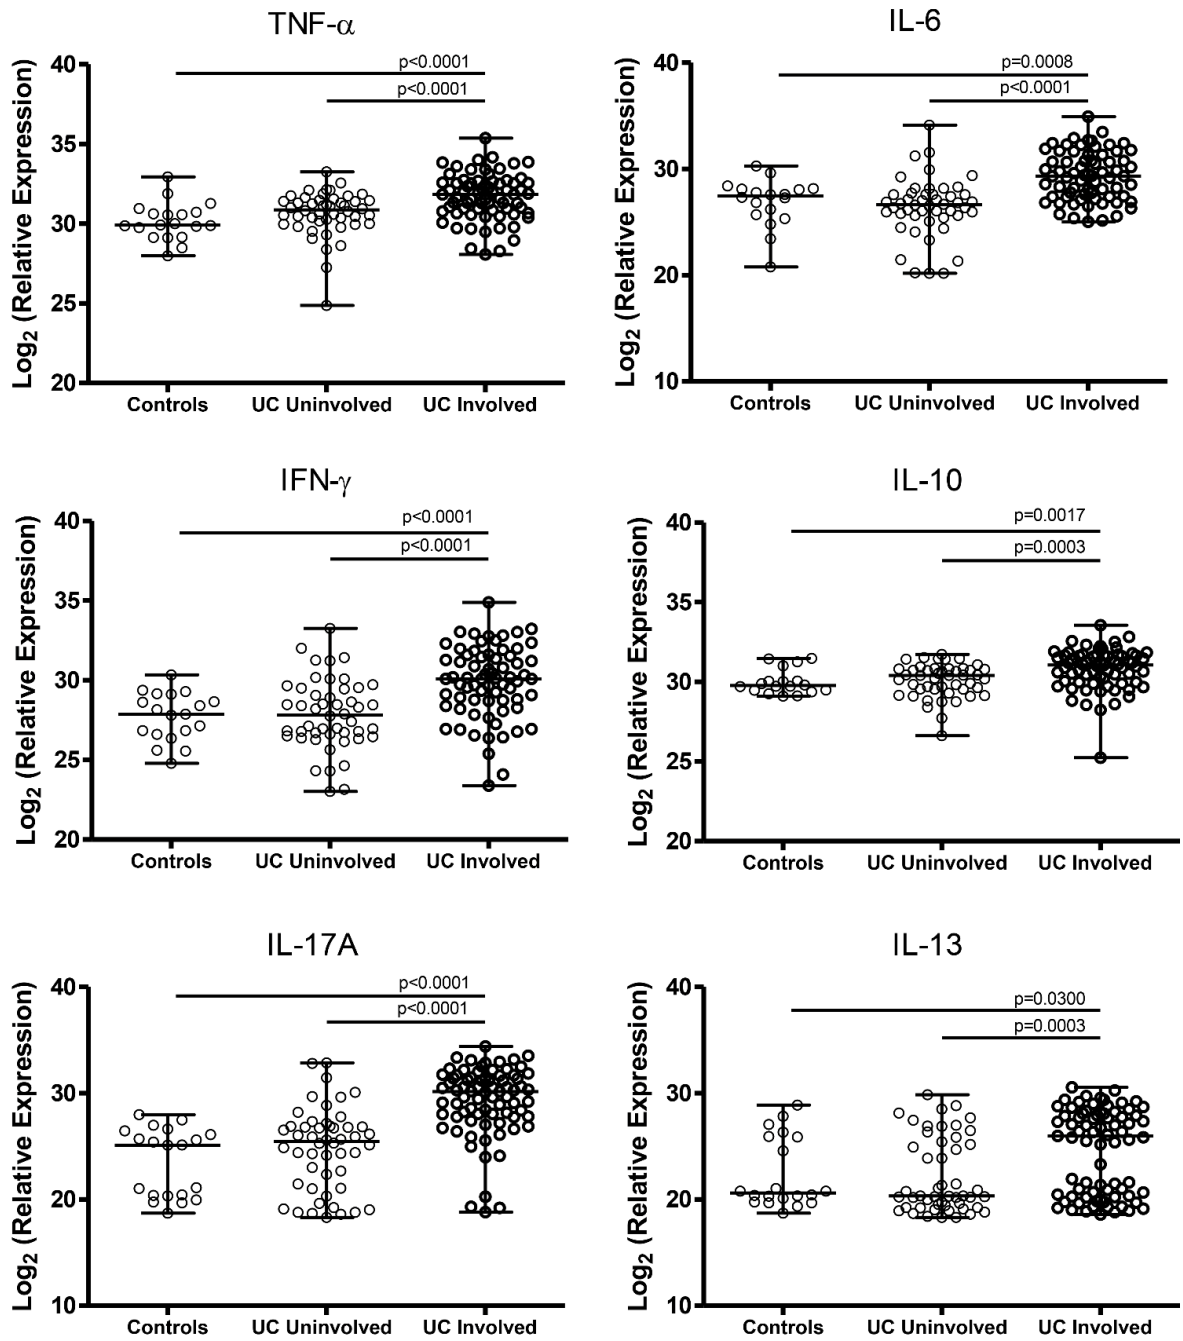 TNF-α
Log2 (Relative Expression)
40
35
30
25
20
p<0.0001
p<0.0001
Controls
UC Uninvolved
UC Involved
IL-6
Log2 (Relative Expression)
40
30
20
10
p=0.0008
p<0.0001
Controls
UC Uninvolved
UC Involved
IFN-γ
Log2 (Relative Expression)
40
35
30
25
20
p<0.0001
p<0.0001
Controls
UC Uninvolved
UC Involved
IL-10
Log2 (Relative Expression)
40
35
30
25
20
p=0.0017
p=0.0003
Controls
UC Uninvolved
UC Involved
IL-17A
Log2 (Relative Expression)
40
30
20
10
p<0.0001
p<0.0001
Controls
UC Uninvolved
UC Involved
IL-13
Log2 (Relative Expression)
40
30
20
10
p=0.0300
p=0.0003
Controls
UC Uninvolved
UC Involved